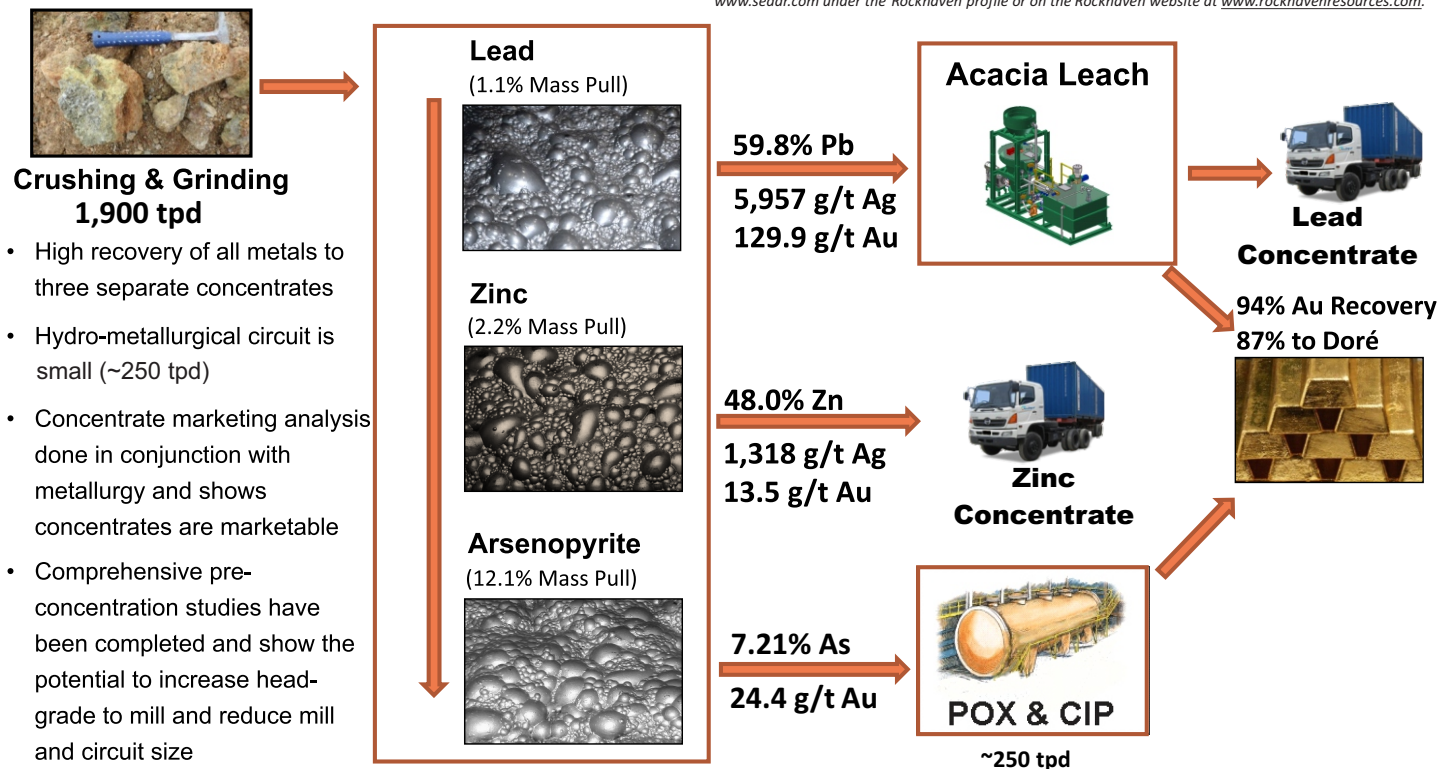 www.sedar.com under the Rockhaven profile or on the Rockhaven website at www.rockhavenresources.com.
Crushing & Grinding
1,900 tpd
• High recovery of all metals to
three separate concentrates
• Hydro-metallurgical circuit is
small (~250 tpd)
• Concentrate marketing analysis
done in conjunction with
metallurgy and shows
concentrates are marketable
• Comprehensive pre-
concentration studies have
been completed and show the
potential to increase head-
grade to mill and reduce mill
and circuit size
Lead
(1.1% Mass Pull)
Zinc
(2.2% Mass Pull)
Arsenopyrite
(12.1% Mass Pull)
59.8% Pb
5,957 g/t Ag
129.9 g/t Au
48.0% Zn
1,318 g/t Ag
13.5 g/t Au
7.21% As
24.4 g/t Au
Acacia Leach
Lead
Concentrate
94% Au Recovery
87% to Doré
Zinc
Concentrate
POX & CIP
~250 tpd